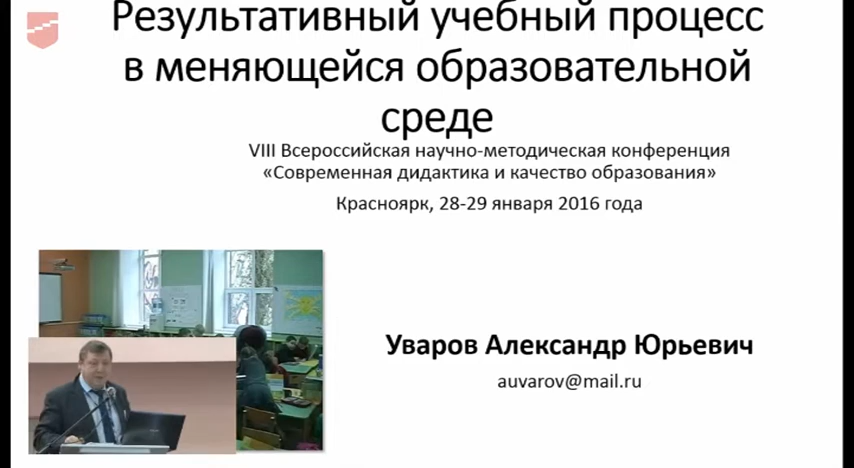 Результативный учебный процесс
в меняющейся образовательной
среде
VIII Всероссийская научно-методическая конференция
«Современная дидактика и качество образования»
Красноярк, 28-29 января 2016 года
Уваров Александр Юрьевич
auvarov@mail.ru